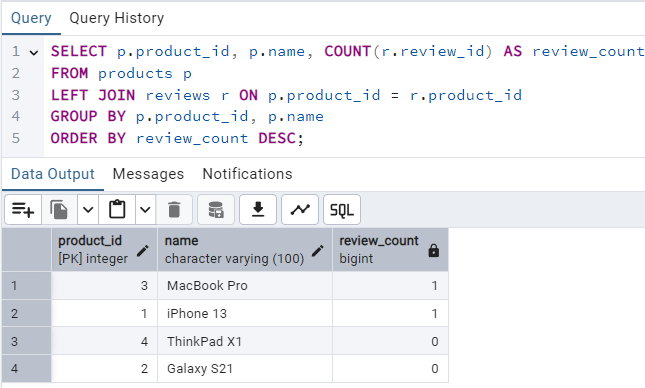 Query Query History
1 SELECT p.product_id, p.name, COUNT(r.review_id) AS review_count
2 FROM products p
3 LEFT JOIN reviews r ON p.product_id = r.product_id
4 GROUP BY p.product_id, p.name
5 ORDER BY review_count DESC;
Data Output Messages Notifications
SQL
product_id name review_count
[PK] integer character varying (100) bigint
1 3 MacBook Pro 1
2 1 iPhone 13 1
3 4 ThinkPad X1 0
4 2 Galaxy S21 0